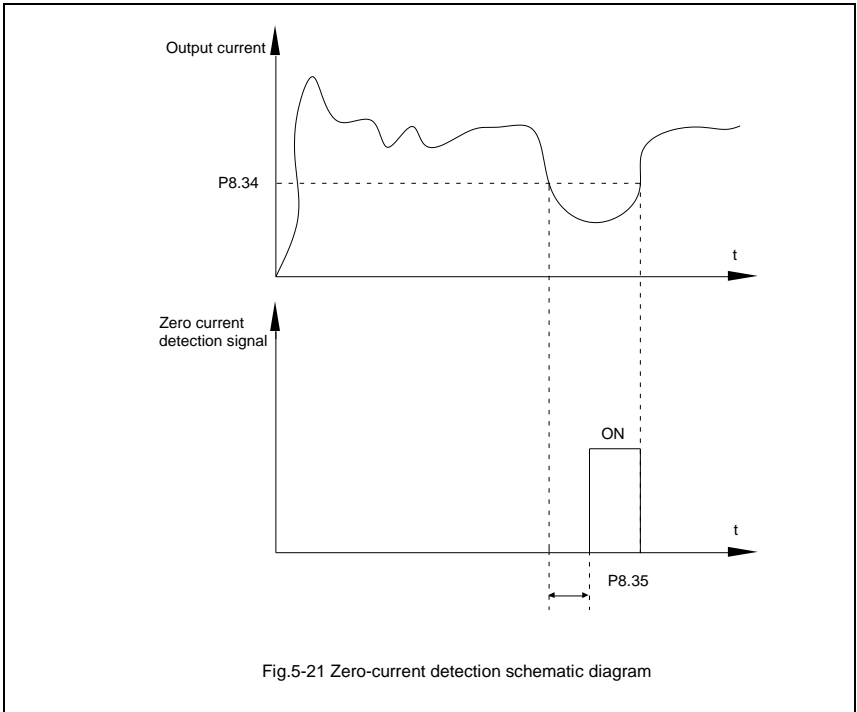 Output current
P8.34
t
Zero current
detection signal
ON
t
P8.35
Fig.5-21 Zero-current detection schematic diagram